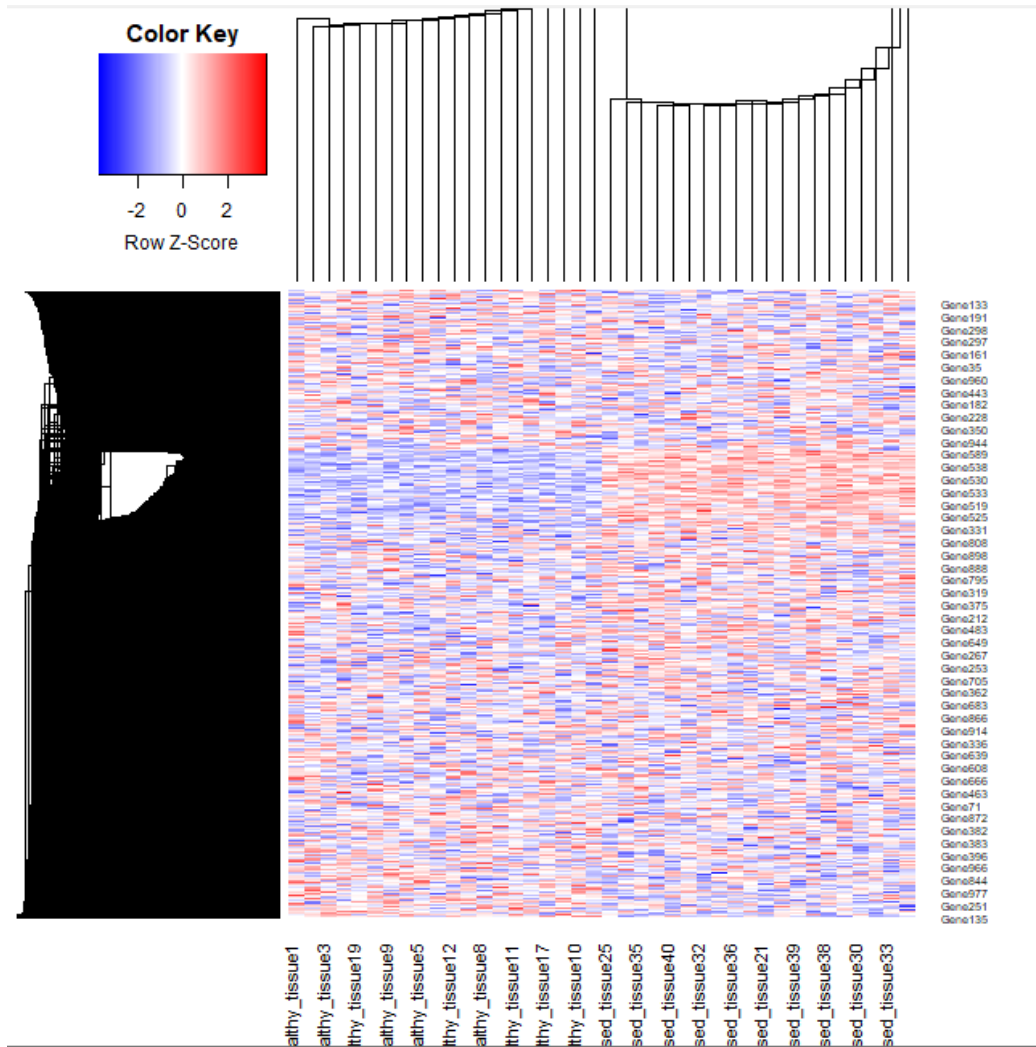 Color Key
-2 0 2
Row Z-Score
Gene133
Gene191
Gene298
Gene297
Gene161
Gene35
Gene960
Gene443
Gene182
Gene228
Gene350
Gene944
Gene589
Gene538
Gene530
Gene533
Gene519
Gene525
Gene331
Gene808
Gene898
Gene888
Gene795
Gene319
Gene375
Gene212
Gene483
Gene649
Gene267
Gene253
Gene705
Gene362
Gene683
Gene866
Gene914
Gene336
Gene639
Gene608
Gene666
Gene463
Gene71
Gene872
Gene382
Gene383
Gene396
Gene966
Gene844
Gene977
Gene251
Gene135
althy_tissue1
althy_tissue3
lthy_tissue19
althy_tissue9
althy_tissue5
lthy_tissue12
althy_tissue8
lthy_tissue11
lthy_tissue17
lthy_tissue10
sed_tissue25
sed_tissue35
sed_tissue40
sed_tissue32
sed_tissue36
sed_tissue21
sed_tissue39
sed_tissue38
sed_tissue30
sed_tissue33